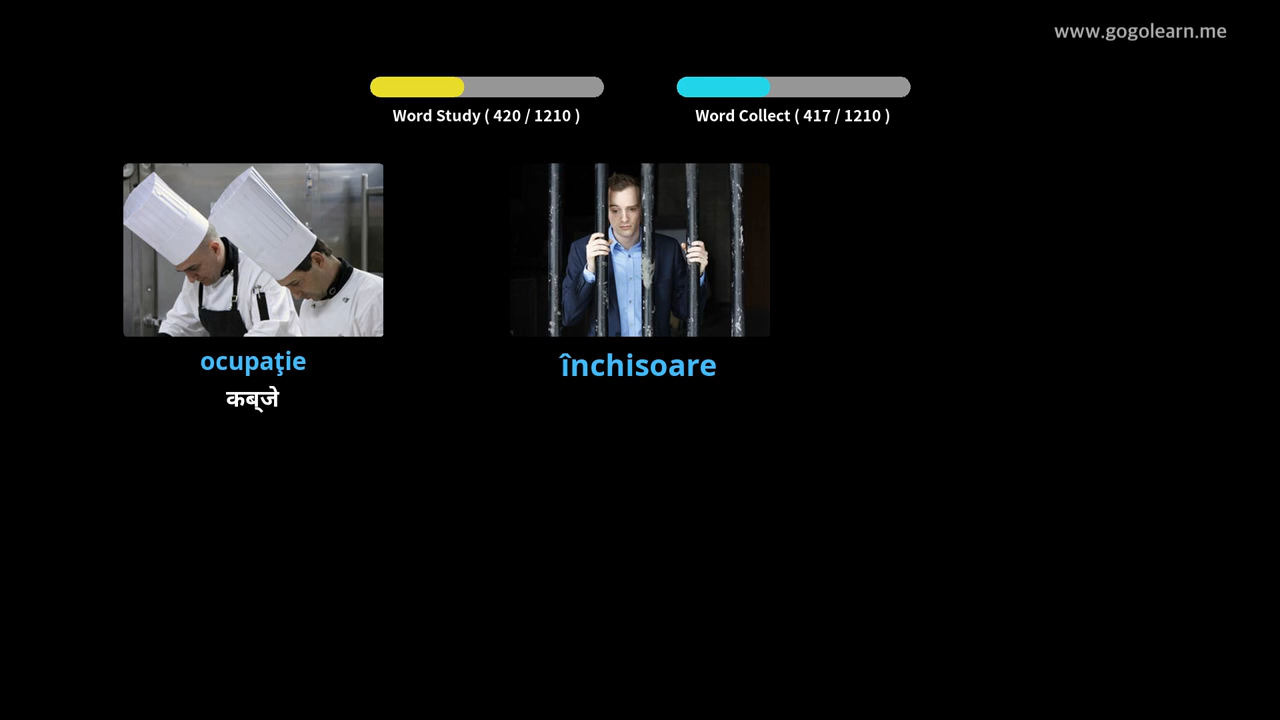 www.gogolearn.me
Word Study ( 420 / 1210 )
Word Collect ( 417 / 1210 )
ocupaţie
कब्जे
închisoare